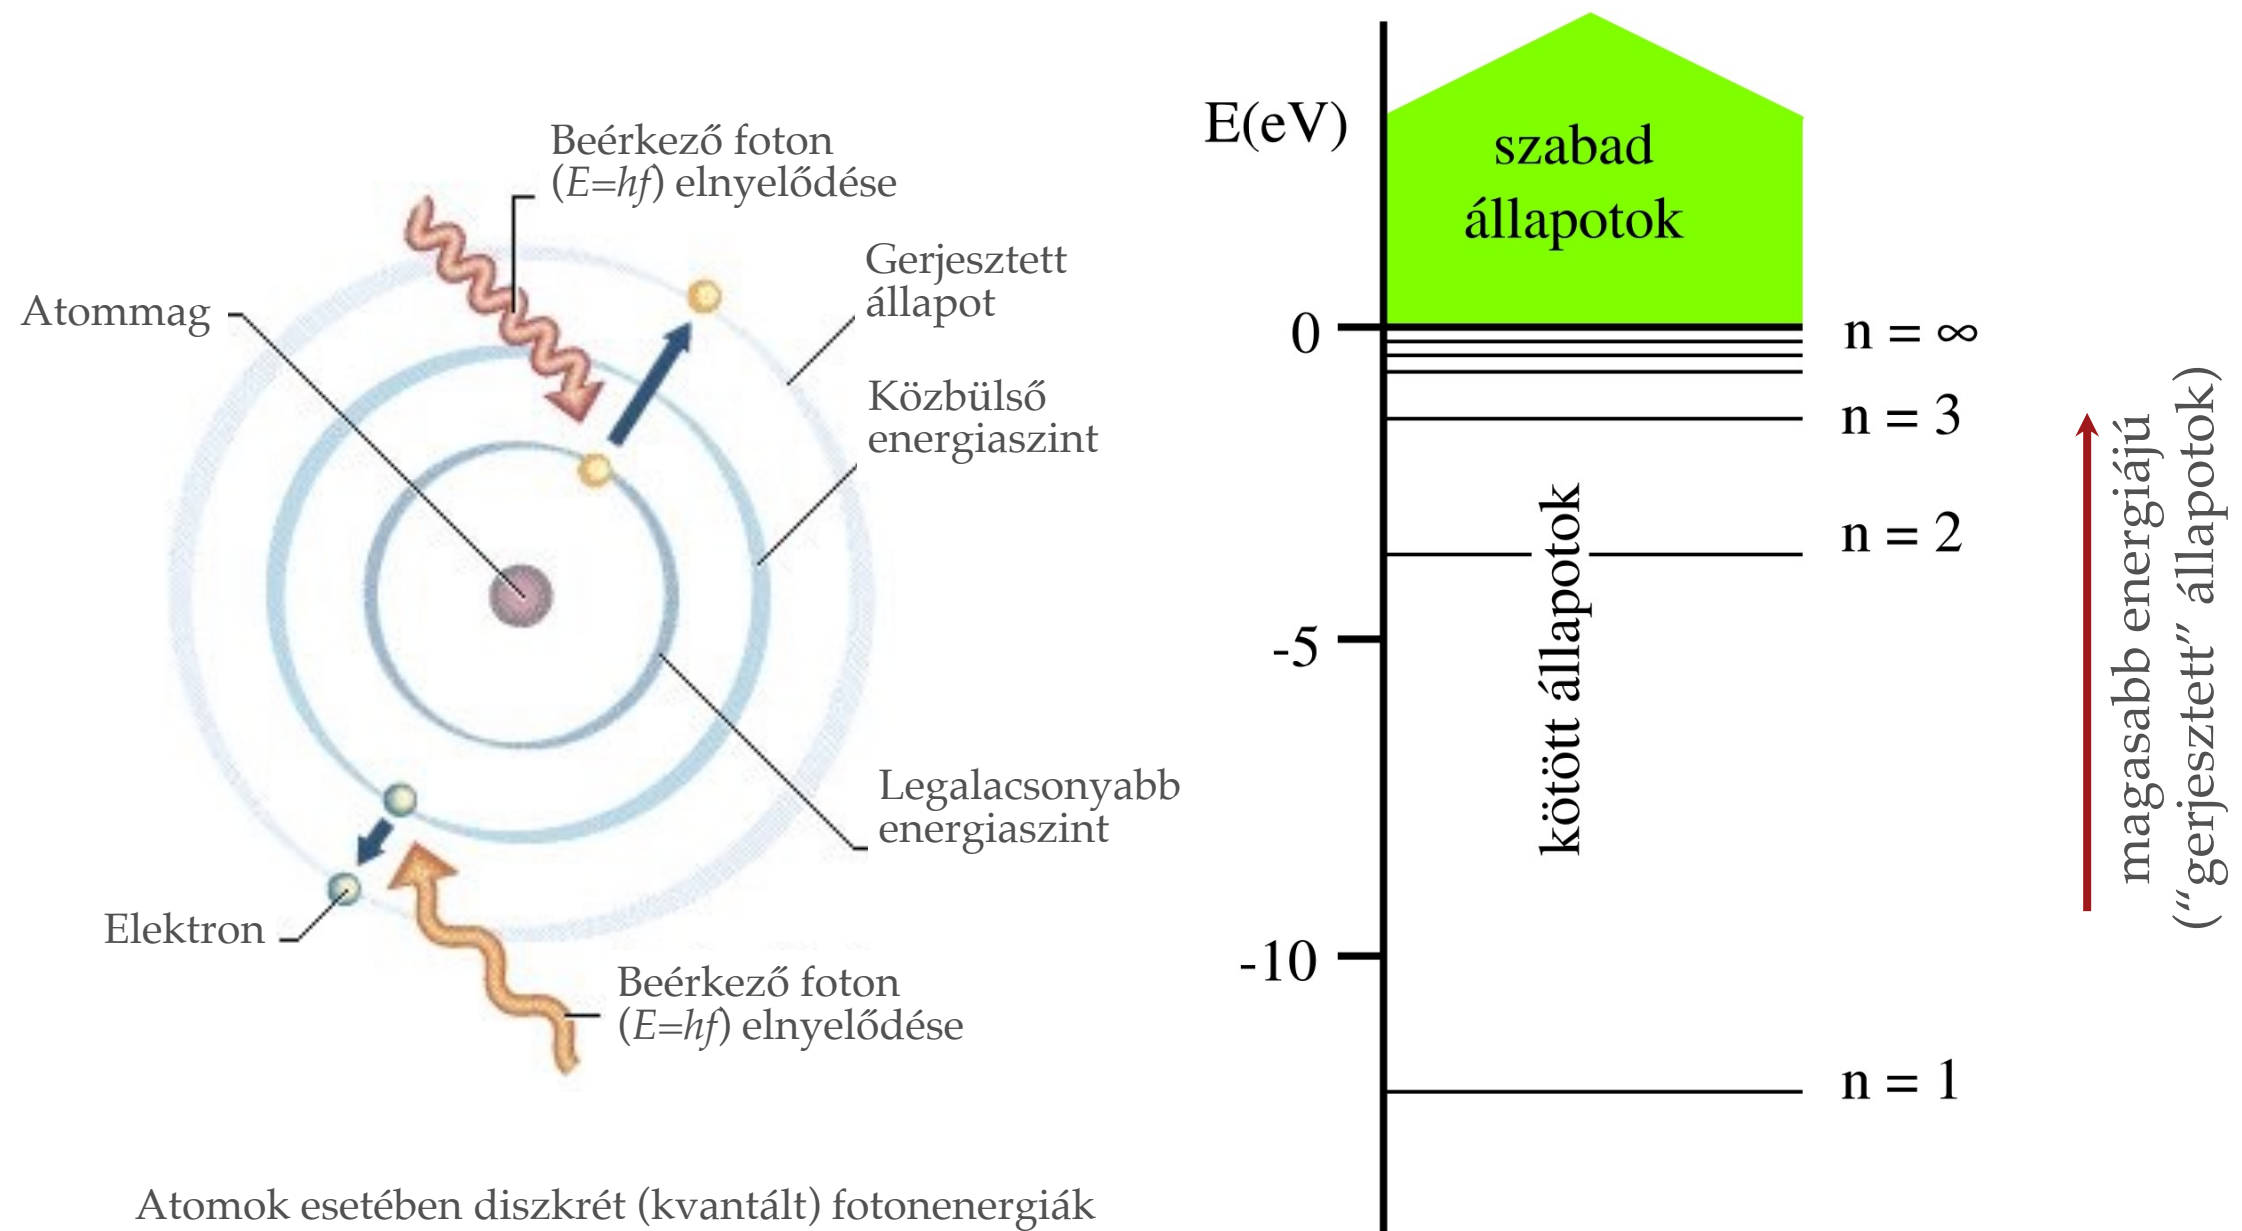 Beérkező foton
(E=hf) elnyelődése
Gerjesztett
állapot
Atommag
Közbülső
energiaszint
Legalacsonyabb
energiaszint
Elektron
Beérkező foton
(E=hf) elnyelődése
Atomok esetében diszkrét (kvantált) fotonenergiák
E(eV)
szabad
állapotok
0
n = ∞
n = 3
n = 2
kötött állapotok
-5
-10
n = 1
magasabb energiájú
("gerjesztett" állapotok)